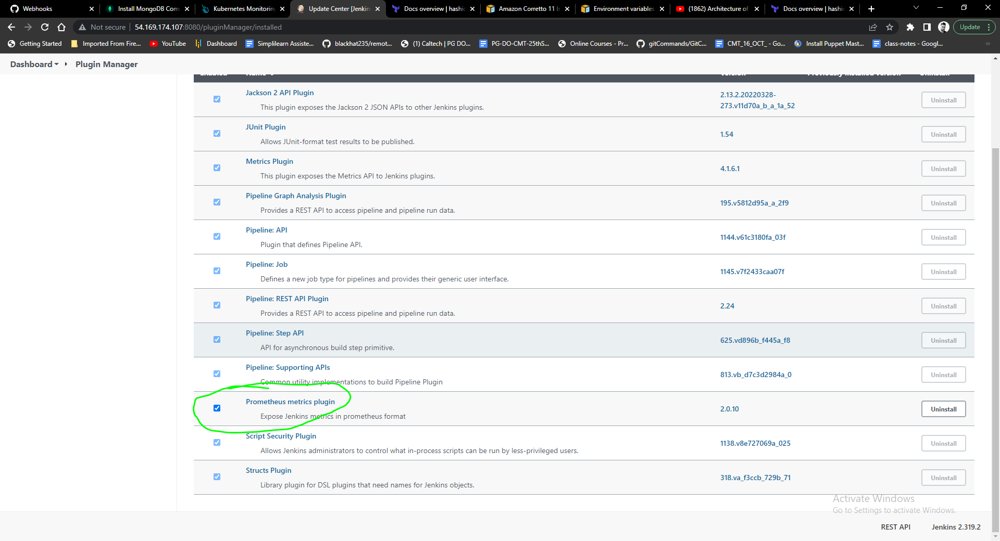 Webhooks
Install MongoDB Com
Kubernetes Monitorin
Update Center [Jenkin
Docs overview | hashic
Amazon Corretto 11 In
Environment variables
(1862) Architecture of
Docs overview | hashic
Not secure
54.169.174.107:8080/pluginManager/installed
Update
Getting Started
Imported From Fire...
YouTube
Dashboard
Simplilearn Assiste...
blackhat235/remot...
(1) Caltech | PG DO...
PG-DO-CMT-25thS...
Online Courses - Pr...
gitCommands/GitC...
CMT_16_OCT_ - Go...
Install Puppet Mast...
class-notes - Googl...
Dashboard
Plugin Manager
Enabled
Name ↓
Version
Previously installed version
Uninstall
Jackson 2 API Plugin
This plugin exposes the Jackson 2 JSON APIs to other Jenkins plugins.
2.13.2.20220328-
273.v11d70a_b_a_1a_52
Uninstall
JUnit Plugin
Allows JUnit-format test results to be published.
1.54
Uninstall
Metrics Plugin
This plugin exposes the Metrics API to Jenkins plugins.
4.1.6.1
Uninstall
Pipeline Graph Analysis Plugin
Provides a REST API to access pipeline and pipeline run data.
195.v5812d95a_a_2f9
Uninstall
Pipeline: API
Plugin that defines Pipeline API.
1144.v61c3180fa_03f
Uninstall
Pipeline: Job
Defines a new job type for pipelines and provides their generic user interface.
1145.v7f2433caa07f
Uninstall
Pipeline: REST API Plugin
Provides a REST API to access pipeline and pipeline run data.
2.24
Uninstall
Pipeline: Step API
API for asynchronous build step primitive.
625.vd896b_f445a_f8
Uninstall
Pipeline: Supporting APIs
Common utility implementations to build Pipeline Plugin
813.vb_d7c3d2984a_0
Uninstall
Prometheus metrics plugin
Expose Jenkins metrics in prometheus format
2.0.10
Uninstall
Script Security Plugin
Allows Jenkins administrators to control what in-process scripts can be run by less-privileged users.
1138.v8e727069a_025
Uninstall
Structs Plugin
Library plugin for DSL plugins that need names for Jenkins objects.
318.va_f3ccb_729b_71
Uninstall
Activate Windows
Go to Settings to activate Windows.
REST API
Jenkins 2.319.2